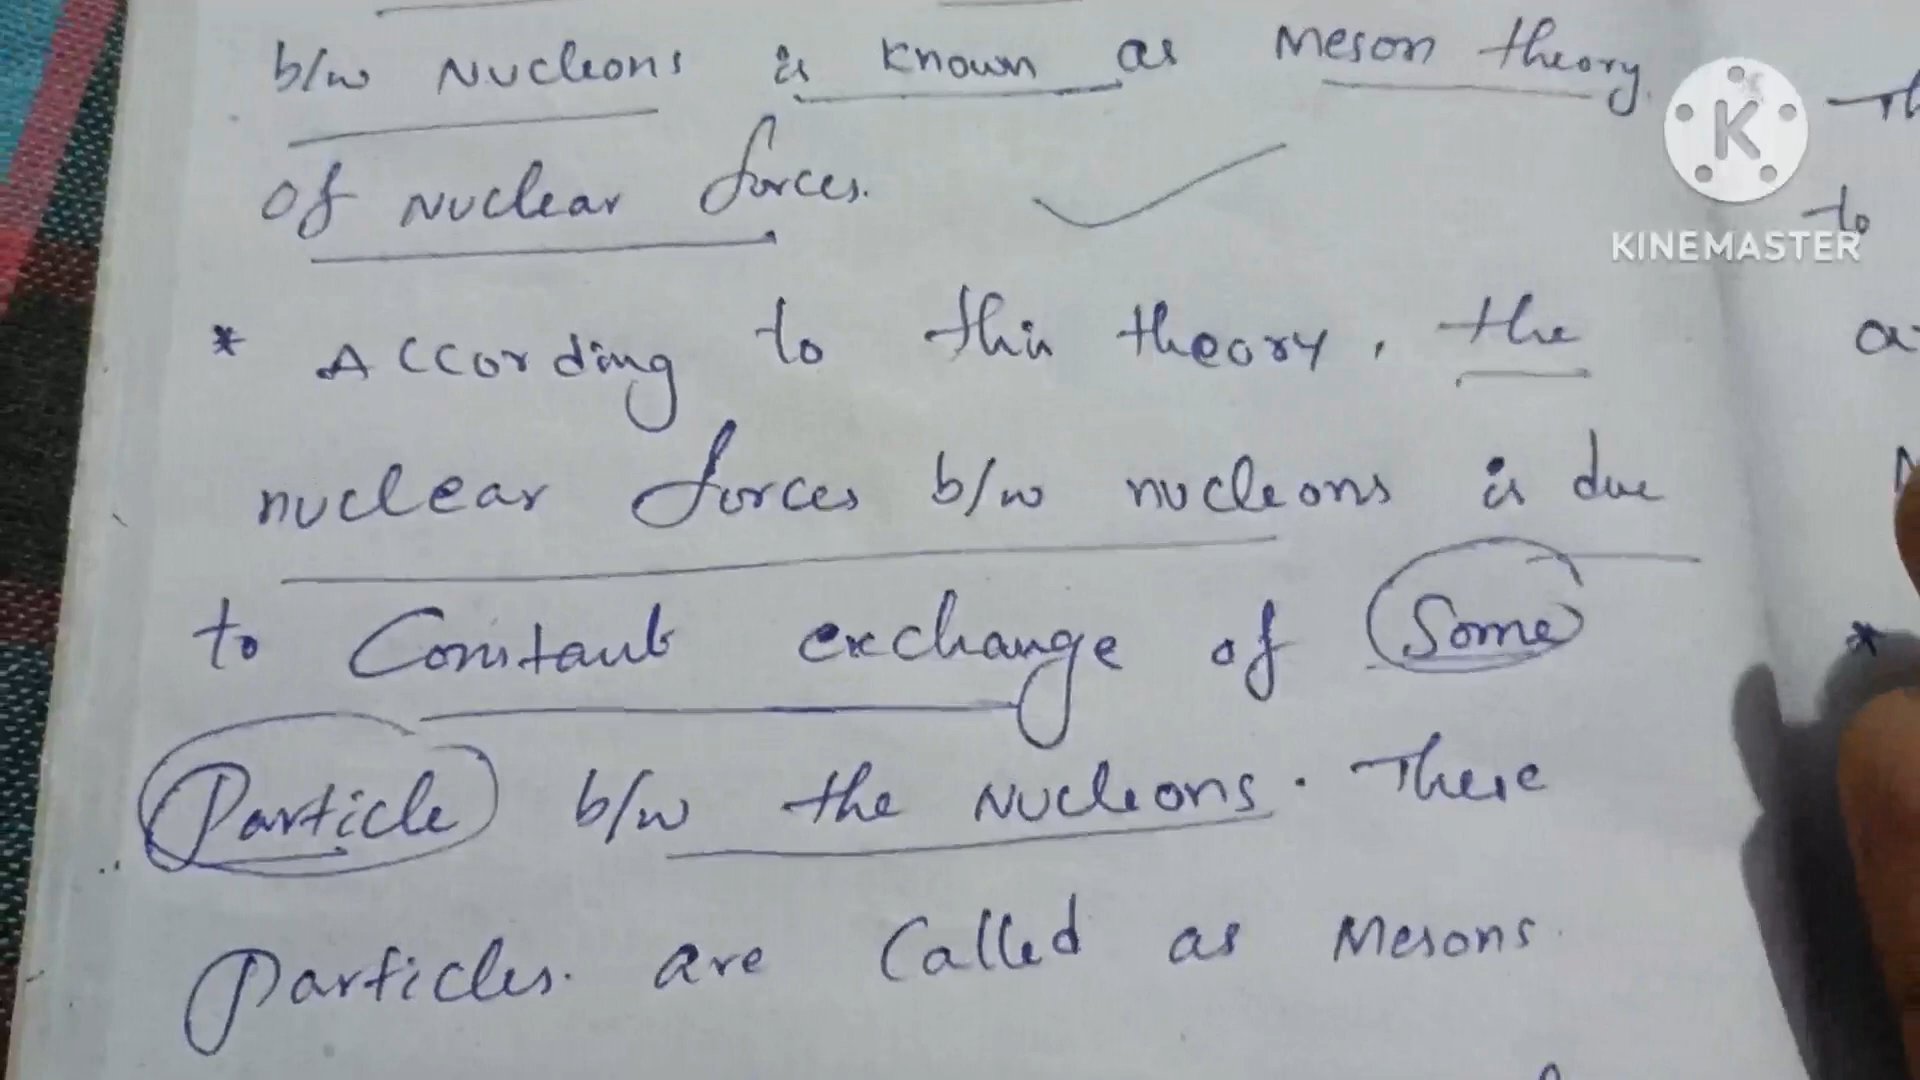 b/w Nucleons is known as Meson theory.
of Nuclear forces.
* According to this theory, the
nuclear forces b/w nucleons is due
to Constant exchange of Some
Particle b/w the Nucleons. These
Particles. are Called as Mesons.
to
*
K
KINEMASTER